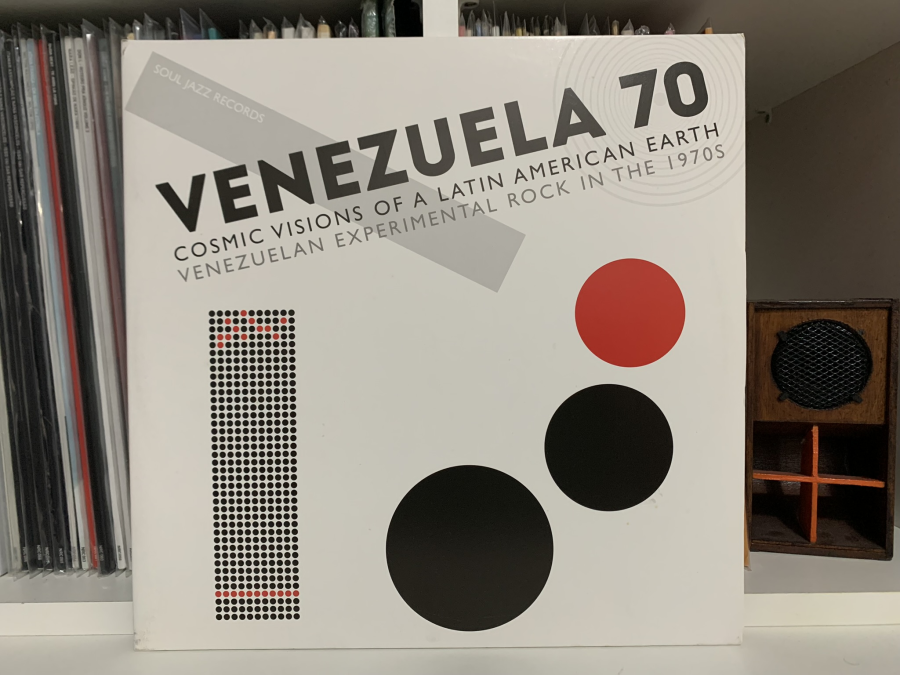 SOUL JAZZ RECORDS
VENEZUELA 70
COSMIC VISIONS OF A LATIN AMERICAN EARTH
VENEZUELAN EXPERIMENTAL ROCK IN THE 1970S